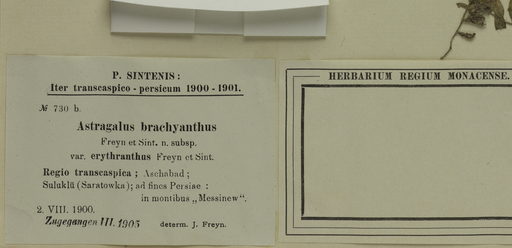 P. SINTENIS:
Iter transcaspico-persicum 1900-1901.
№ 730 b.
Astragalus brachyanthus
Freyn et Sint. n. subsp.
var. erythranthus Freyn et Sint.
Regio transcaspica; Aschabad;
Suluklü (Saratowka); ad fines Persiae:
in montibus „Messinew“.
2. VIII. 1900.
Zugegangen III. 1905
determ. J. Freyn.
HERBARIUM REGIUM MONACENSE.